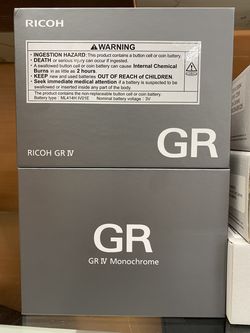 RICOH
WARNING
• INGESTION HAZARD: This product contains a button cell or coin battery.
• DEATH or serious injury can occur if ingested.
• A swallowed button cell or coin battery can cause Internal Chemical
Burns in as little as 2 hours.
• KEEP new and used batteries OUT OF REACH of CHILDREN.
• Seek immediate medical attention if a battery is suspected to be
swallowed or inserted inside any part of the body.
The product contains the non-replaceable button cell or coin battery.
Battery type : ML414H IV01E Nominal battery voltage : 3V
RICOH GR IV
GR
GR
GR IV Monochrome